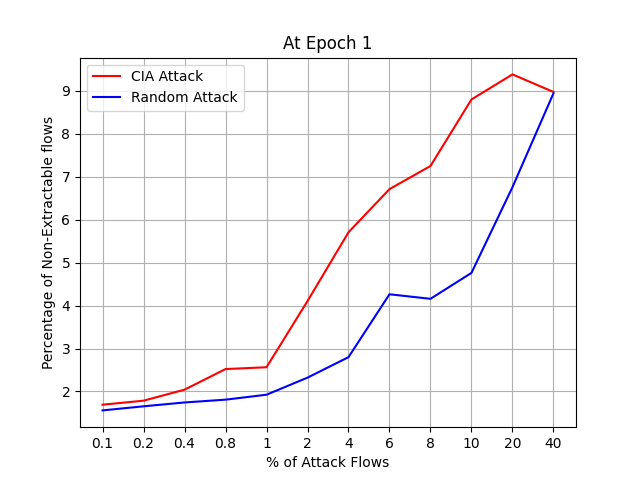 At Epoch 1
CIA Attack
Random Attack
Percentage of Non-Extractable flows
9
8
7
6
5
4
3
2
0.1 0.2 0.4 0.8 1 2 4 6 8 10 20 40
% of Attack Flows